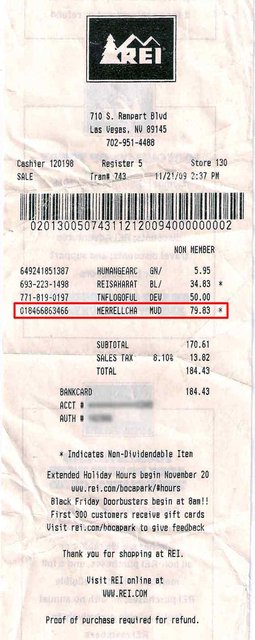 REI
710 S. Rampart Blvd
Las Vegas, NV 89145
702-951-4488
Cashier 120198 Register 5 Store 130
SALE Tran# 743 11/21/09 2:37 PM
0201300507431121200940000000002
NON MEMBER
649241851387 HUMANGEARC GN/ 5.95
693-223-1498 REISAHARAT BL/ 34.83 *
771-819-0197 TNFLOGOFUL DEV 50.00
018466863466 MERRELLCHA MUD 79.83 *
SUBTOTAL 170.61
SALES TAX 8.10% 13.82
TOTAL 184.43
BANKCARD 184.43
ACCT #
AUTH #
* Indicates Non-Dividendable Item
Extended Holiday Hours begin November 20
www.rei.com/bocapark/#hours
Black Friday Doorbusters begin at 8am!!
First 300 customers receive gift cards
Visit rei.com/bocapark to give feedback
Thank you for shopping at REI.
Visit REI online at
WWW.REI.COM
Proof of purchase required for refund.